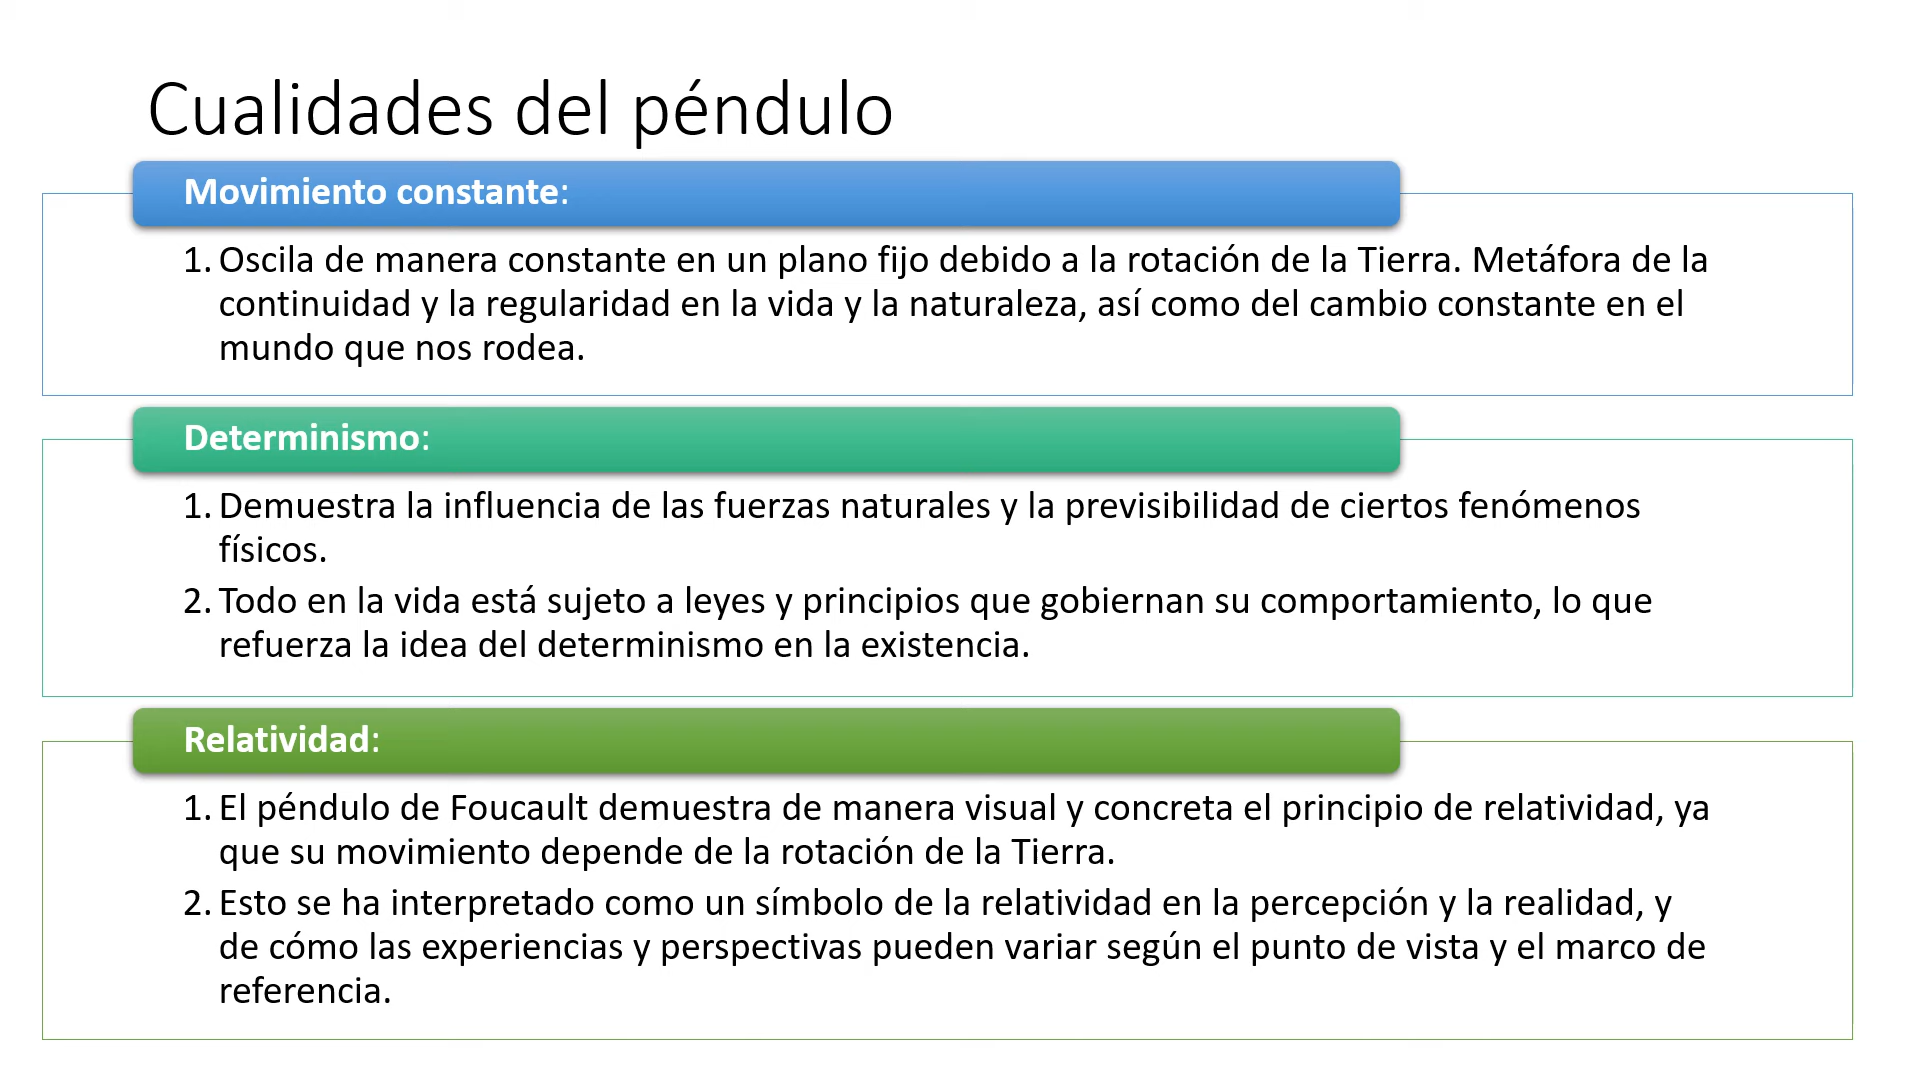 Cualidades del péndulo
Movimiento constante:
1. Oscila de manera constante en un plano fijo debido a la rotación de la Tierra. Metáfora de la
continuidad y la regularidad en la vida y la naturaleza, así como del cambio constante en el
mundo que nos rodea.
Determinismo:
1. Demuestra la influencia de las fuerzas naturales y la previsibilidad de ciertos fenómenos
físicos.
2. Todo en la vida está sujeto a leyes y principios que gobiernan su comportamiento, lo que
refuerza la idea del determinismo en la existencia.
Relatividad:
1. El péndulo de Foucault demuestra de manera visual y concreta el principio de relatividad, ya
que su movimiento depende de la rotación de la Tierra.
2. Esto se ha interpretado como un símbolo de la relatividad en la percepción y la realidad, y
de cómo las experiencias y perspectivas pueden variar según el punto de vista y el marco de
referencia.